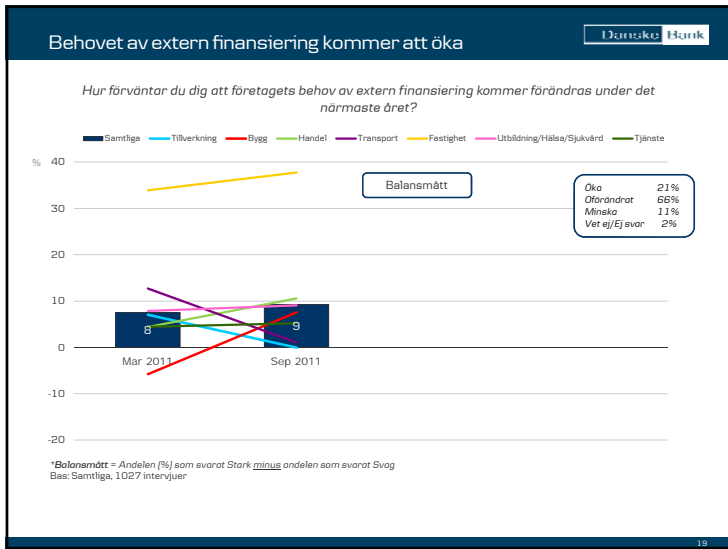 Behovet av extern finansiering kommer att öka
Danske Bank
Hur förväntar du dig att företagets behov av extern finansiering kommer förändras under det
närmaste året?
Samtliga Tillverkning Bygg Handel Transport Fastighet Utbildning/Hälsa/Sjukvård Tjänste
%
40
30
20
10
0
-10
-20
Balansmått
Öka 21%
Oförändrat 66%
Minska 11%
Vet ej/Ej svar 2%
8
9
Mar 2011
Sep 2011
*Balansmått = Andelen (%) som svarat Stark minus andelen som svarat Svag
Bas: Samtliga, 1027 intervjuer
19